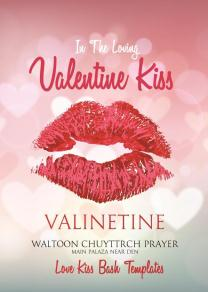 In The Loving
Valentine Kiss
VALINETINE
WALTOON CHUYTTRCH PRAYER
MAIN PALAZA NEAR DEN
Love Kiss Bash Templates